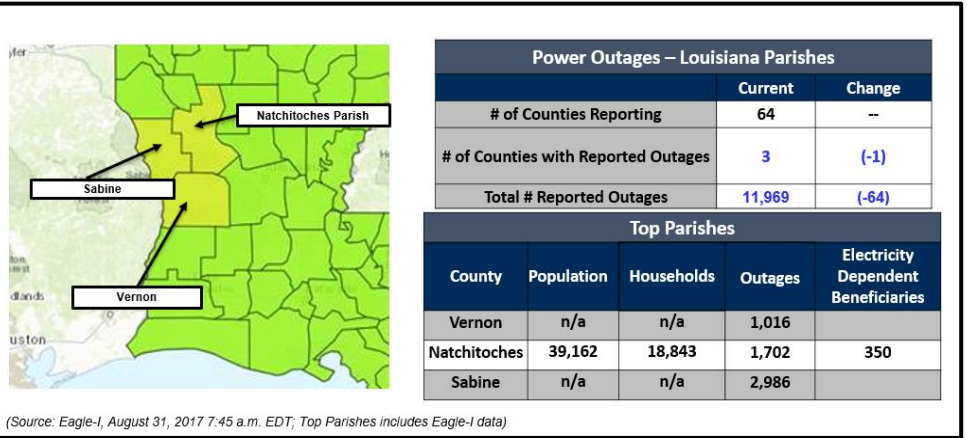 Power Outages – Louisiana Parishes
Current Change
# of Counties Reporting 64 --
# of Counties with Reported Outages 3 (-1)
Total # Reported Outages 11,969 (-64)
Top Parishes
County Population Households Outages Electricity Dependent Beneficiaries
Vernon n/a n/a 1,016
Natchitoches 39,162 18,843 1,702 350
Sabine n/a n/a 2,986
Natchitoches Parish
Sabine
Vernon
uston
dlands
(Source: Eagle-I, August 31, 2017 7:45 a.m. EDT; Top Parishes includes Eagle-I data)